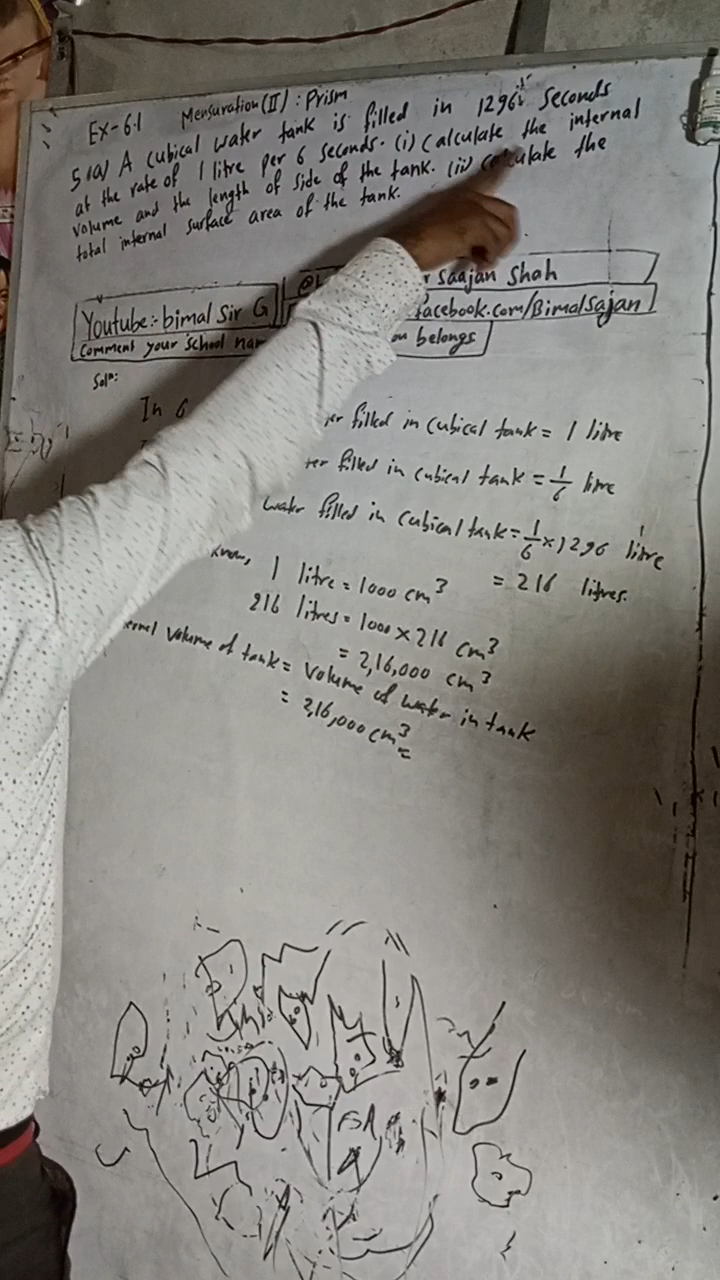 Ex-6.1 Mensuration (II) : Prism
5.(a) A cubical water tank is filled in 1296 seconds
at the rate of 1 litre per 6 seconds. (i) Calculate the internal
volume and the length of side of the tank. (ii) Calculate the
total internal surface area of the tank.
Saajan Shah
Youtube:- bimal Sir G
facebook.com/BimalSajan
Comment your school belongs
Soln:
In 6 filled in cubical tank = 1 litre
filled in cubical tank = 1/6 litre
water filled in cubical tank = 1/6 × 1296 litre
= 216 litres.
know, 1 litre = 1000 cm³
216 litres = 1000 × 216 cm³
= 2,16,000 cm³
volume of tank = volume of water in tank
= 2,16,000 cm³